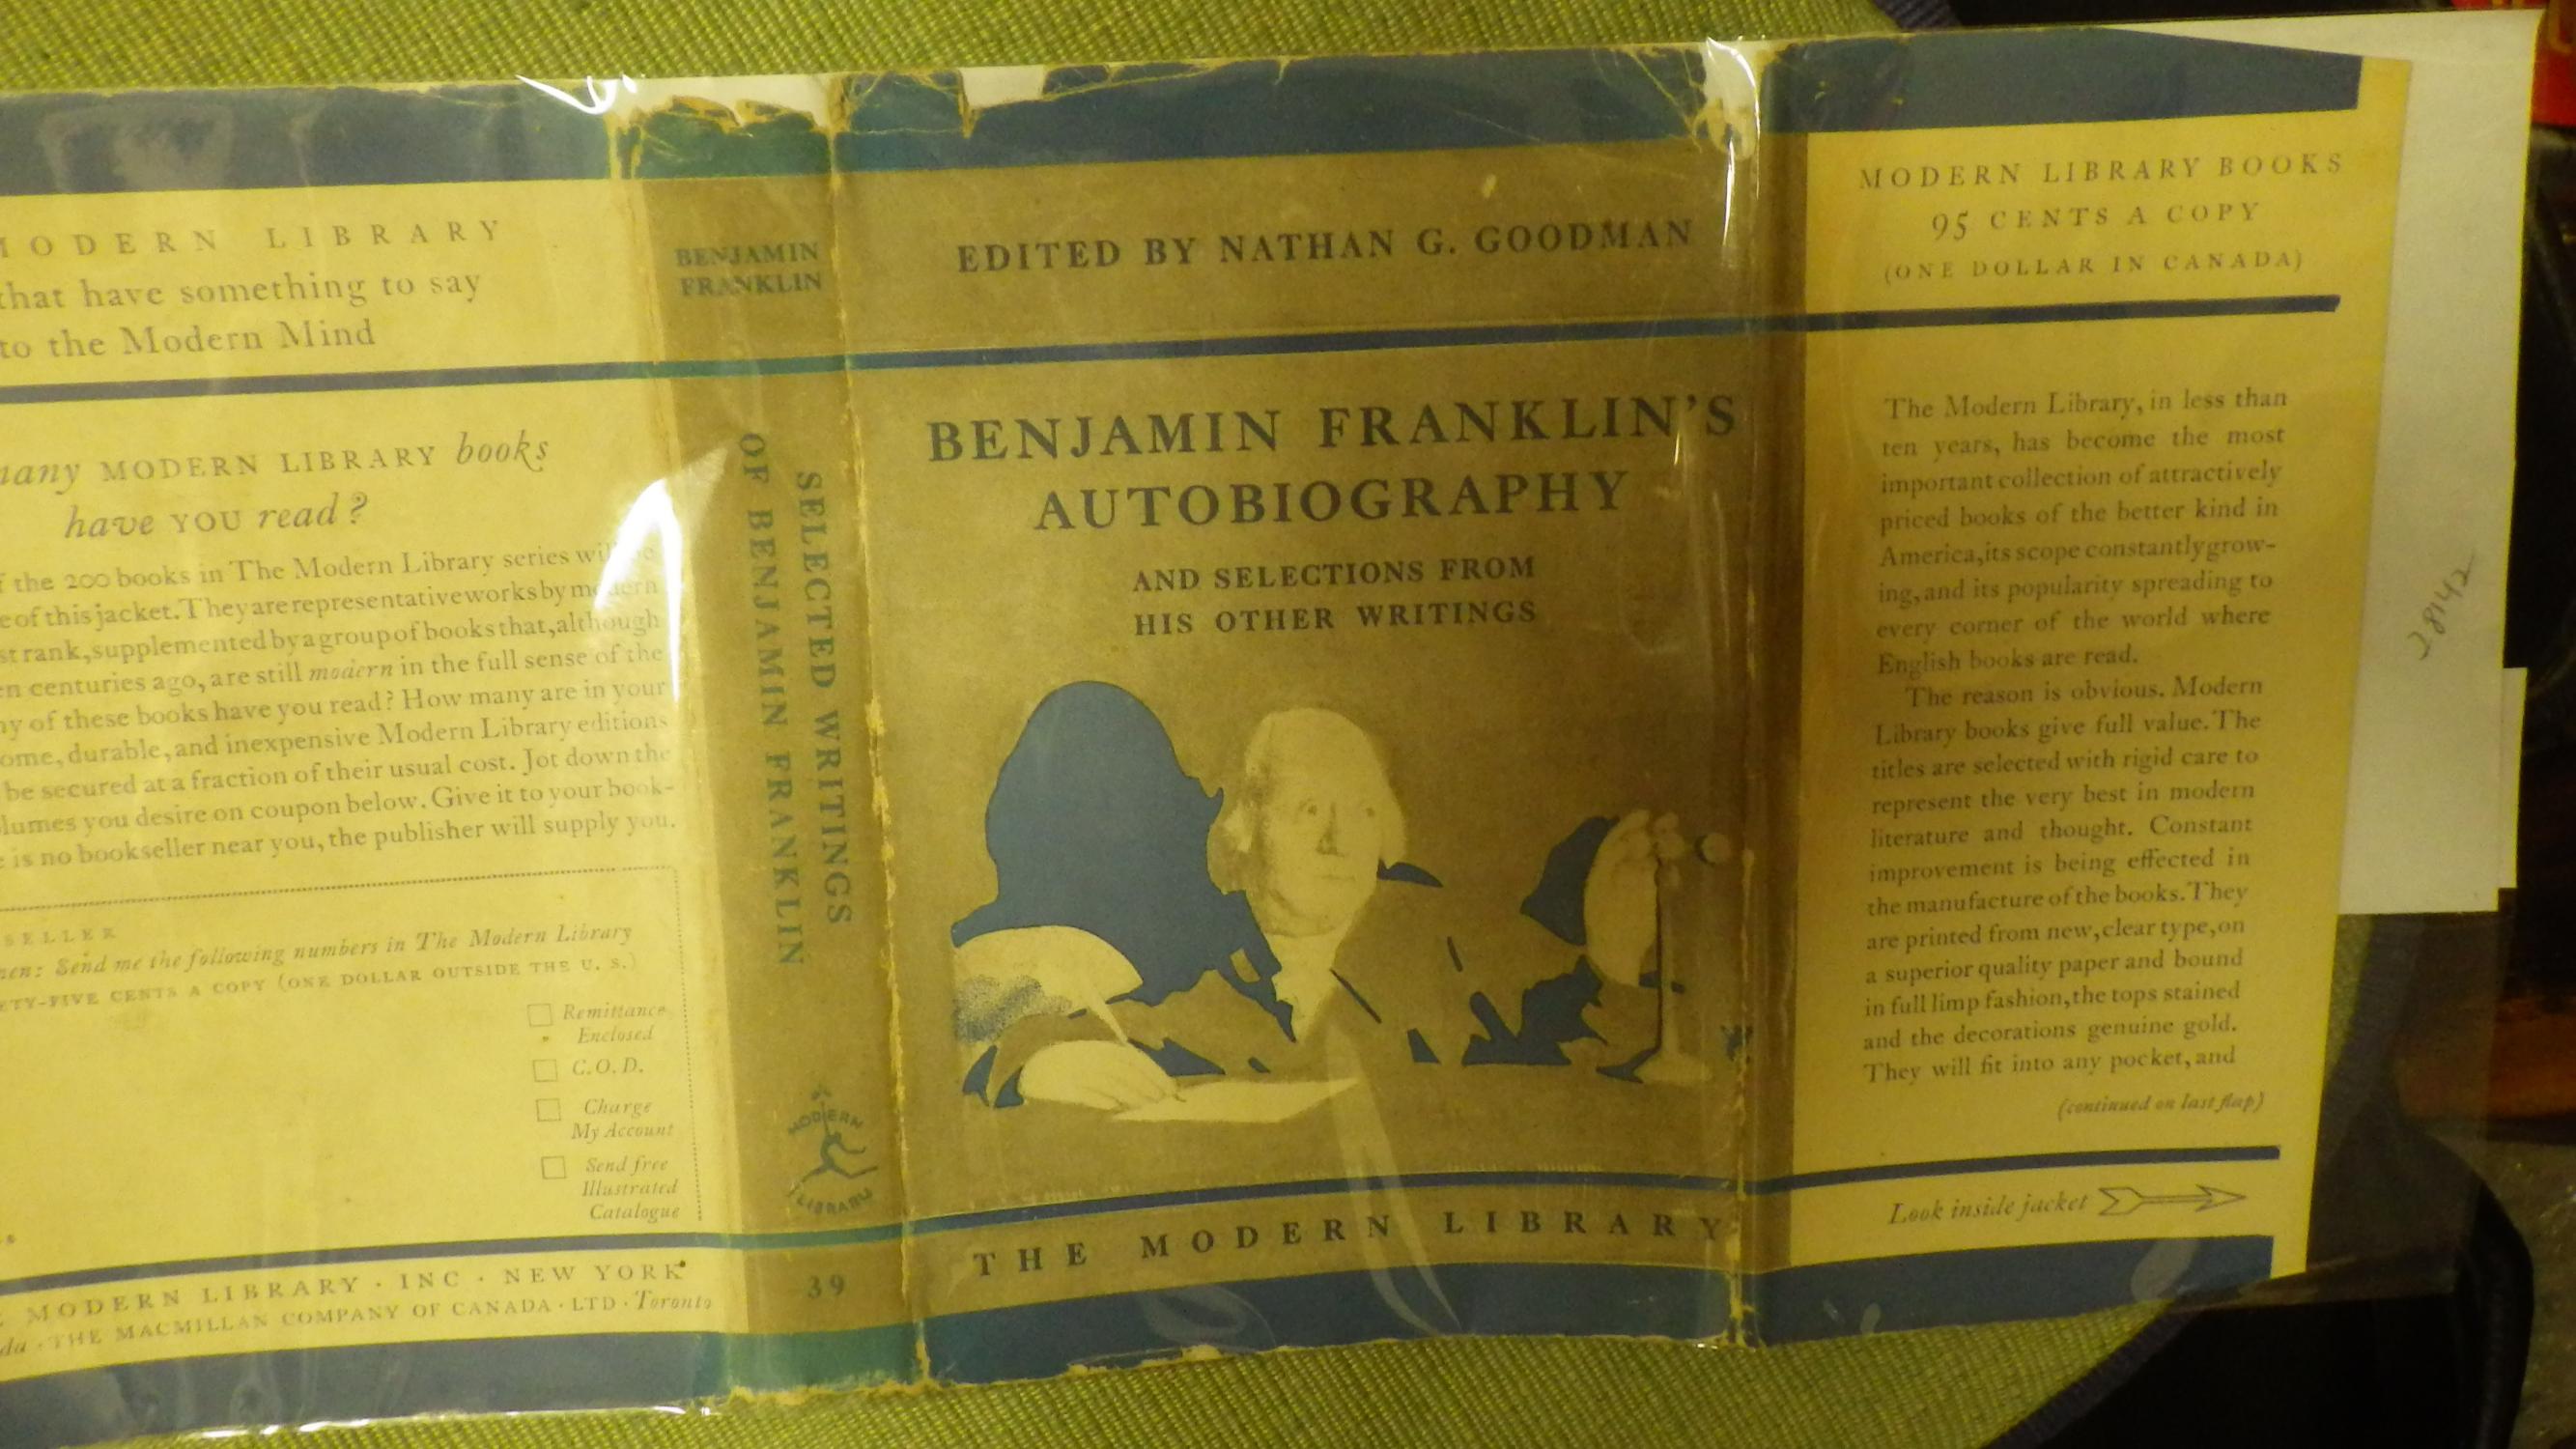 MODERN LIBRARY
that have something to say
to the Modern Mind
many MODERN LIBRARY books
have YOU read?
f the 200 books in The Modern Library series will be
e of this jacket. They are representative works by modern
st rank, supplemented by a group of books that, although
en centuries ago, are still modern in the full sense of the
ny of these books have you read? How many are in your
ome, durable, and inexpensive Modern Library editions
be secured at a fraction of their usual cost. Jot down the
lumes you desire on coupon below. Give it to your book-
e is no bookseller near you, the publisher will supply you.
SELLER
men: Send me the following numbers in The Modern Library
ETY-FIVE CENTS A COPY (ONE DOLLAR OUTSIDE THE U. S.)
Remittance
Enclosed
C.O.D.
Charge
My Account
Send free
Illustrated
Catalogue
E MODERN LIBRARY · INC · NEW YORK
da · THE MACMILLAN COMPANY OF CANADA · LTD · Toronto
BENJAMIN
FRANKLIN
SELECTED WRITINGS
OF BENJAMIN FRANKLIN
MODERN
LIBRARY
39
EDITED BY NATHAN G. GOODMAN
BENJAMIN FRANKLIN'S
AUTOBIOGRAPHY
AND SELECTIONS FROM
HIS OTHER WRITINGS
THE MODERN LIBRARY
MODERN LIBRARY BOOKS
95 CENTS A COPY
(ONE DOLLAR IN CANADA)
The Modern Library, in less than
ten years, has become the most
important collection of attractively
priced books of the better kind in
America, its scope constantly grow-
ing, and its popularity spreading to
every corner of the world where
English books are read.
The reason is obvious. Modern
Library books give full value. The
titles are selected with rigid care to
represent the very best in modern
literature and thought. Constant
improvement is being effected in
the manufacture of the books. They
are printed from new, clear type, on
a superior quality paper and bound
in full limp fashion, the tops stained
and the decorations genuine gold.
They will fit into any pocket, and
(continued on last flap)
Look inside jacket
28142